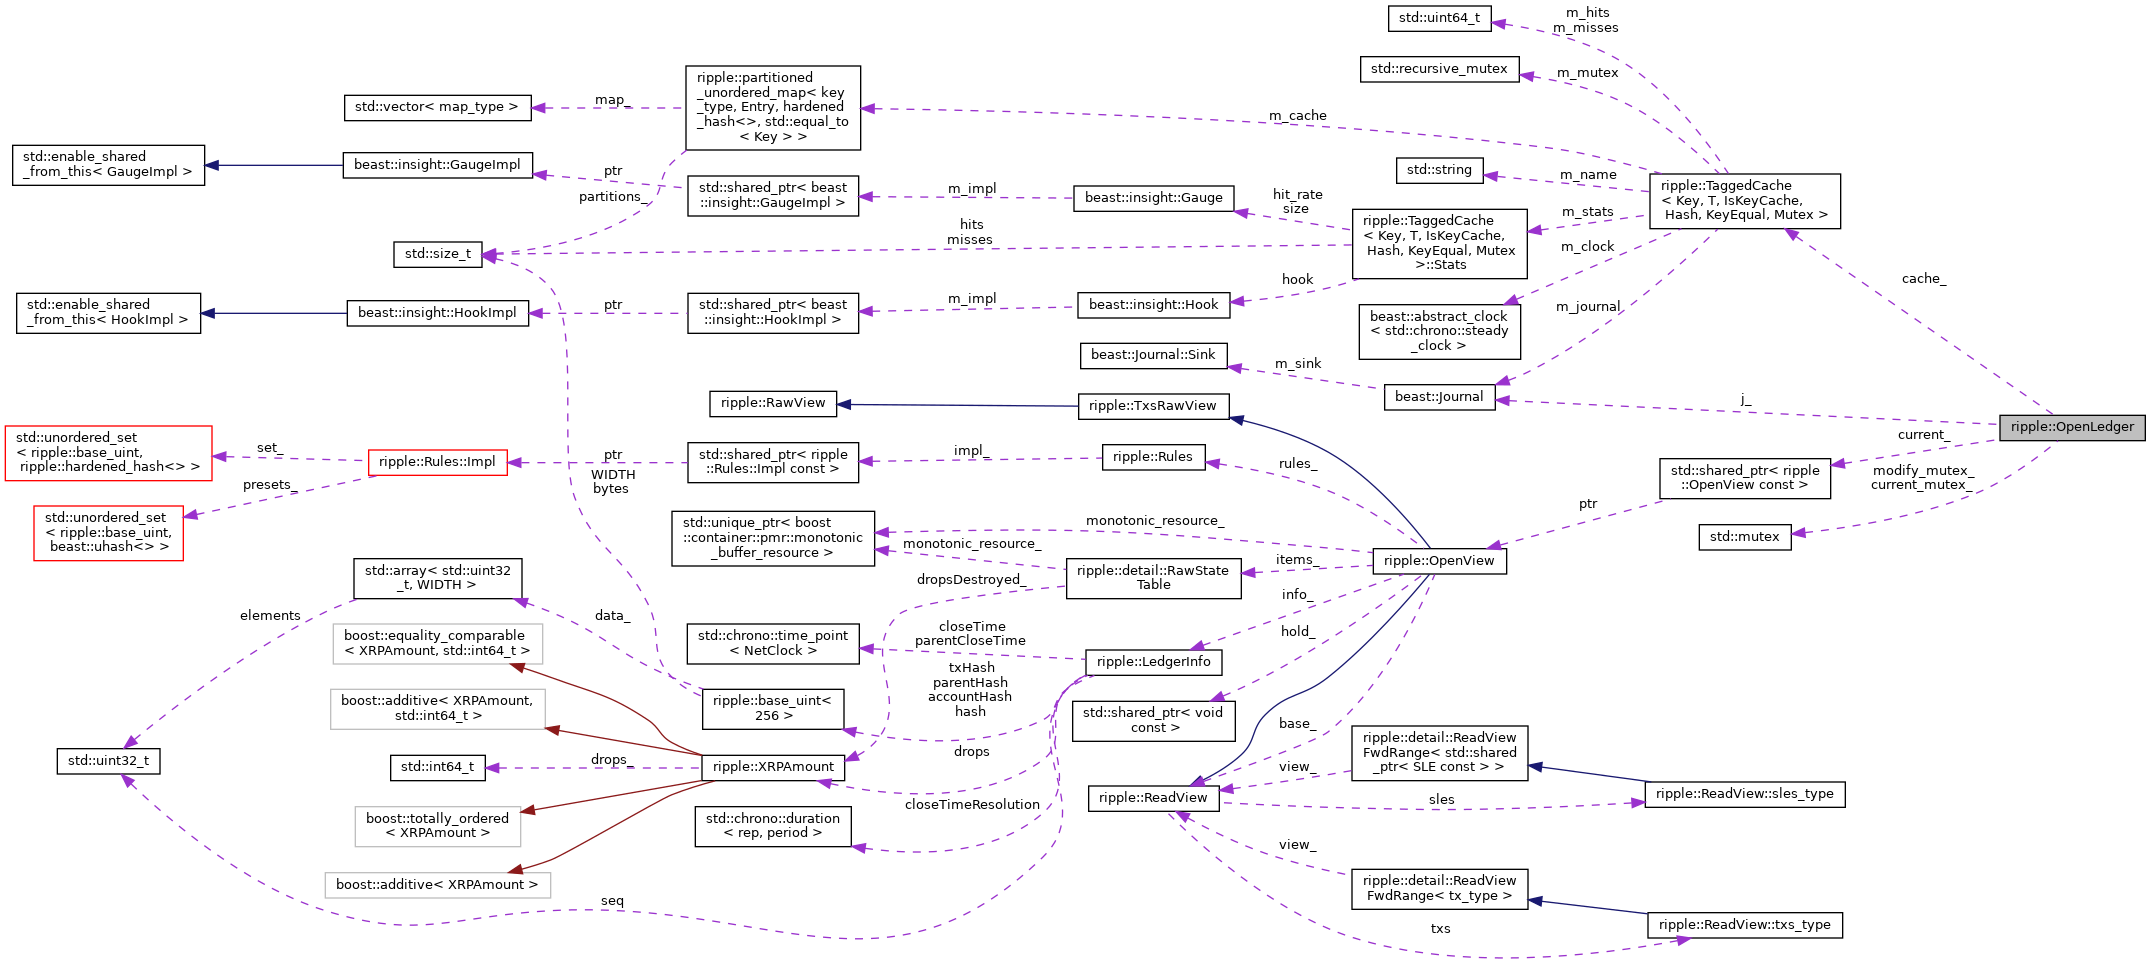 std::uint64_t
m_hits
m_misses
std::recursive_mutex
m_mutex
ripple::partitioned
_unordered_map< key
_type, Entry, hardened
_hash<>, std::equal_to
< Key > >
std::vector< map_type >
map_
m_cache
std::enable_shared
_from_this< GaugeImpl >
beast::insight::GaugeImpl
ptr
partitions_
std::shared_ptr< beast
::insight::GaugeImpl >
m_impl
beast::insight::Gauge
hit_rate
size
std::string
m_name
ripple::TaggedCache
< Key, T, IsKeyCache,
Hash, KeyEqual, Mutex >
ripple::TaggedCache
< Key, T, IsKeyCache,
Hash, KeyEqual, Mutex
>::Stats
m_stats
m_clock
hits
misses
std::size_t
hook
cache_
std::enable_shared
_from_this< HookImpl >
beast::insight::HookImpl
ptr
std::shared_ptr< beast
::insight::HookImpl >
m_impl
beast::insight::Hook
beast::abstract_clock
< std::chrono::steady
_clock >
m_journal
beast::Journal::Sink
m_sink
beast::Journal
j_
ripple::RawView
ripple::TxsRawView
ripple::OpenLedger
current_
modify_mutex_
current_mutex_
std::shared_ptr< ripple
::OpenView const >
ptr
std::mutex
std::unordered_set
< ripple::base_uint,
ripple::hardened_hash<> >
set_
presets_
ripple::Rules::Impl
ptr
WIDTH
bytes
std::shared_ptr< ripple
::Rules::Impl const >
impl_
ripple::Rules
rules_
std::unordered_set
< ripple::base_uint,
beast::uhash<> >
std::unique_ptr< boost
::container::pmr::monotonic
_buffer_resource >
monotonic_resource_
monotonic_resource_
ripple::OpenView
items_
ripple::detail::RawState
Table
dropsDestroyed_
info_
hold_
std::array< std::uint32
_t, WIDTH >
elements
data_
boost::equality_comparable
< XRPAmount, std::int64_t >
std::chrono::time_point
< NetClock >
closeTime
parentCloseTime
ripple::LedgerInfo
txHash
parentHash
accountHash
hash
boost::additive< XRPAmount,
std::int64_t >
ripple::base_uint<
256 >
std::shared_ptr< void
const >
base_
ripple::detail::ReadView
FwdRange< std::shared
_ptr< SLE const > >
std::uint32_t
std::int64_t
drops_
ripple::XRPAmount
drops
view_
ripple::ReadView
sles
ripple::ReadView::sles_type
boost::totally_ordered
< XRPAmount >
std::chrono::duration
< rep, period >
closeTimeResolution
view_
boost::additive< XRPAmount >
seq
ripple::detail::ReadView
FwdRange< tx_type >
txs
ripple::ReadView::txs_type